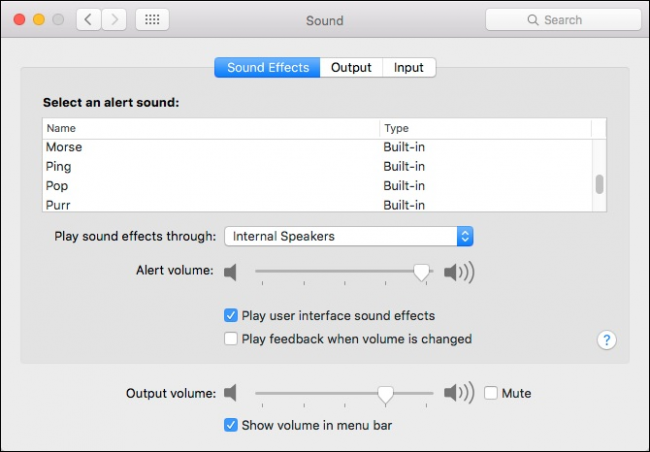 Sound
Search
Sound Effects Output Input
Select an alert sound:
Name Type
Morse Built-in
Ping Built-in
Pop Built-in
Purr Built-in
Play sound effects through: Internal Speakers
Alert volume:
Play user interface sound effects
Play feedback when volume is changed
?
Output volume: Mute
Show volume in menu bar